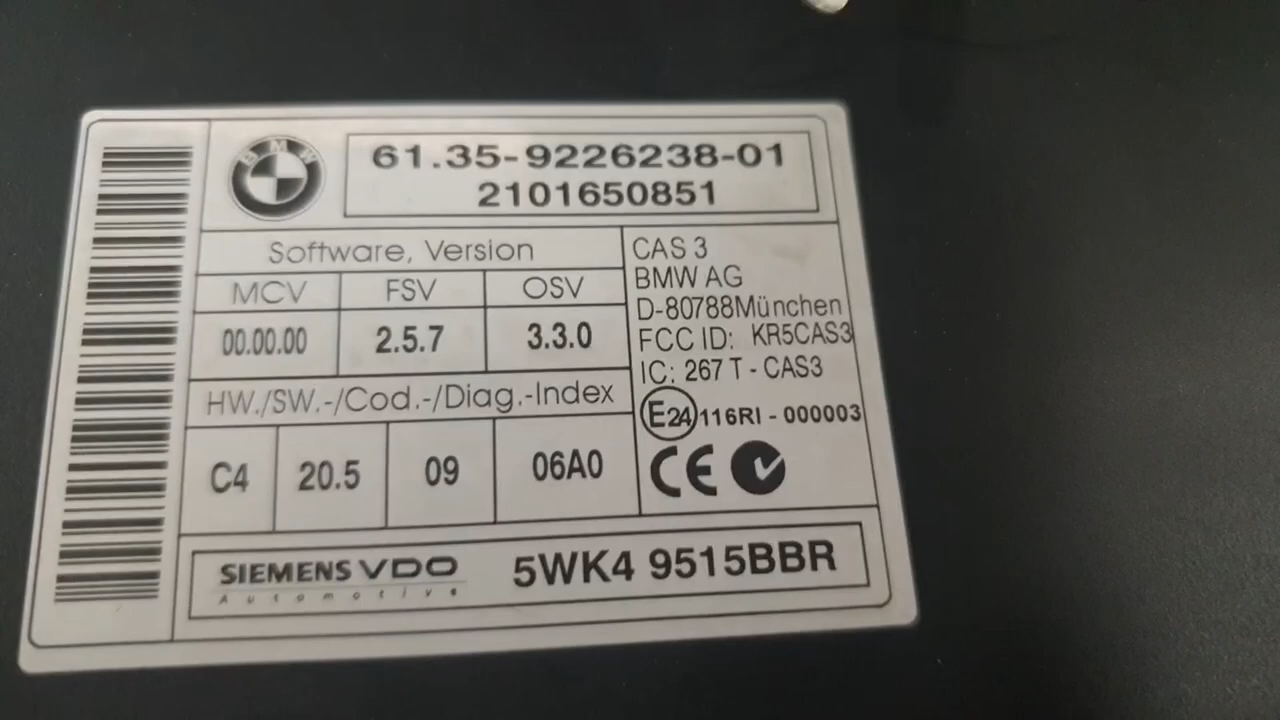 BMW
61.35-9226238-01
2101650851
Software, Version
MCV FSV OSV
00.00.00 2.5.7 3.3.0
HW./SW.-/Cod.-/Diag.-Index
C4 20.5 09 06A0
CAS 3
BMW AG
D-80788München
FCC ID: KR5CAS3
IC: 267 T - CAS3
E24 116RI - 000003
CE
SIEMENS VDO
Automotive
5WK4 9515BBR